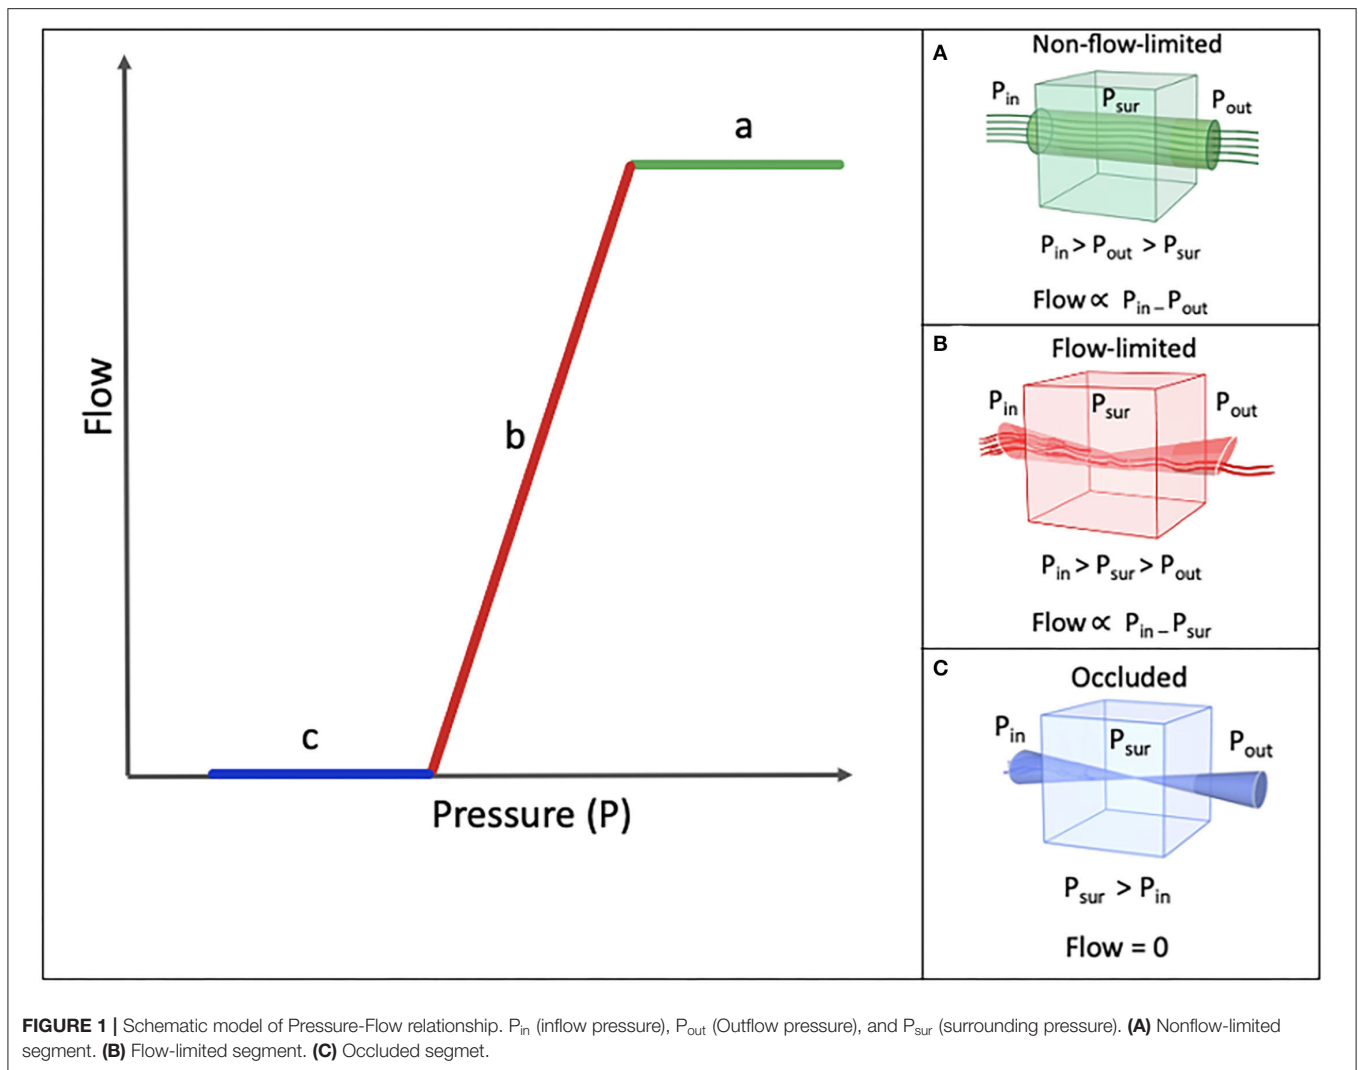 Flow
a
b
c
Pressure (P)
A
Non-flow-limited
Pin
Psur
Pout
Pin > Pout > Psur
Flow ∝ Pin – Pout
B
Flow-limited
Pin
Psur
Pout
Pin > Psur > Pout
Flow ∝ Pin – Psur
C
Occluded
Pin
Psur
Pout
Psur > Pin
Flow = 0
FIGURE 1 | Schematic model of Pressure-Flow relationship. Pin (inflow pressure), Pout (Outflow pressure), and Psur (surrounding pressure). (A) Nonflow-limited
segment. (B) Flow-limited segment. (C) Occluded segmet.